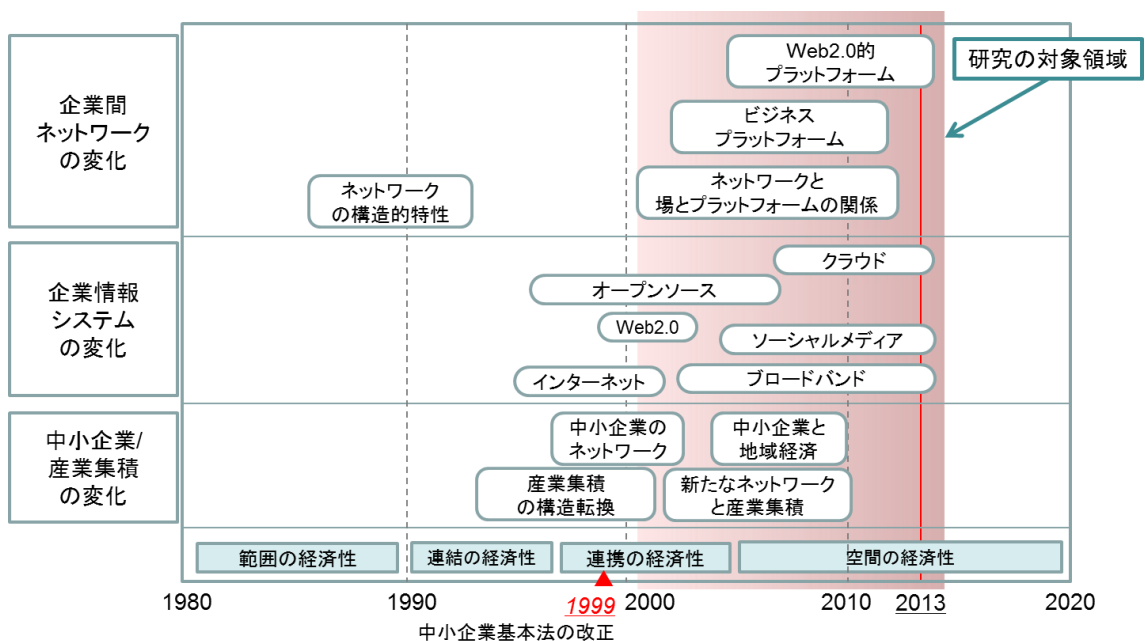 企業間
ネットワーク
の変化
Web2.0的
プラットフォーム
研究の対象領域
ビジネス
プラットフォーム
ネットワーク
の構造的特性
ネットワークと
場とプラットフォームの関係
企業情報
システム
の変化
クラウド
オープンソース
Web2.0
ソーシャルメディア
インターネット
ブロードバンド
中小企業/
産業集積
の変化
中小企業の
ネットワーク
中小企業と
地域経済
産業集積
の構造転換
新たなネットワーク
と産業集積
範囲の経済性
連結の経済性
連携の経済性
空間の経済性
1980
1990
1999
2000
2010
2013
2020
中小企業基本法の改正